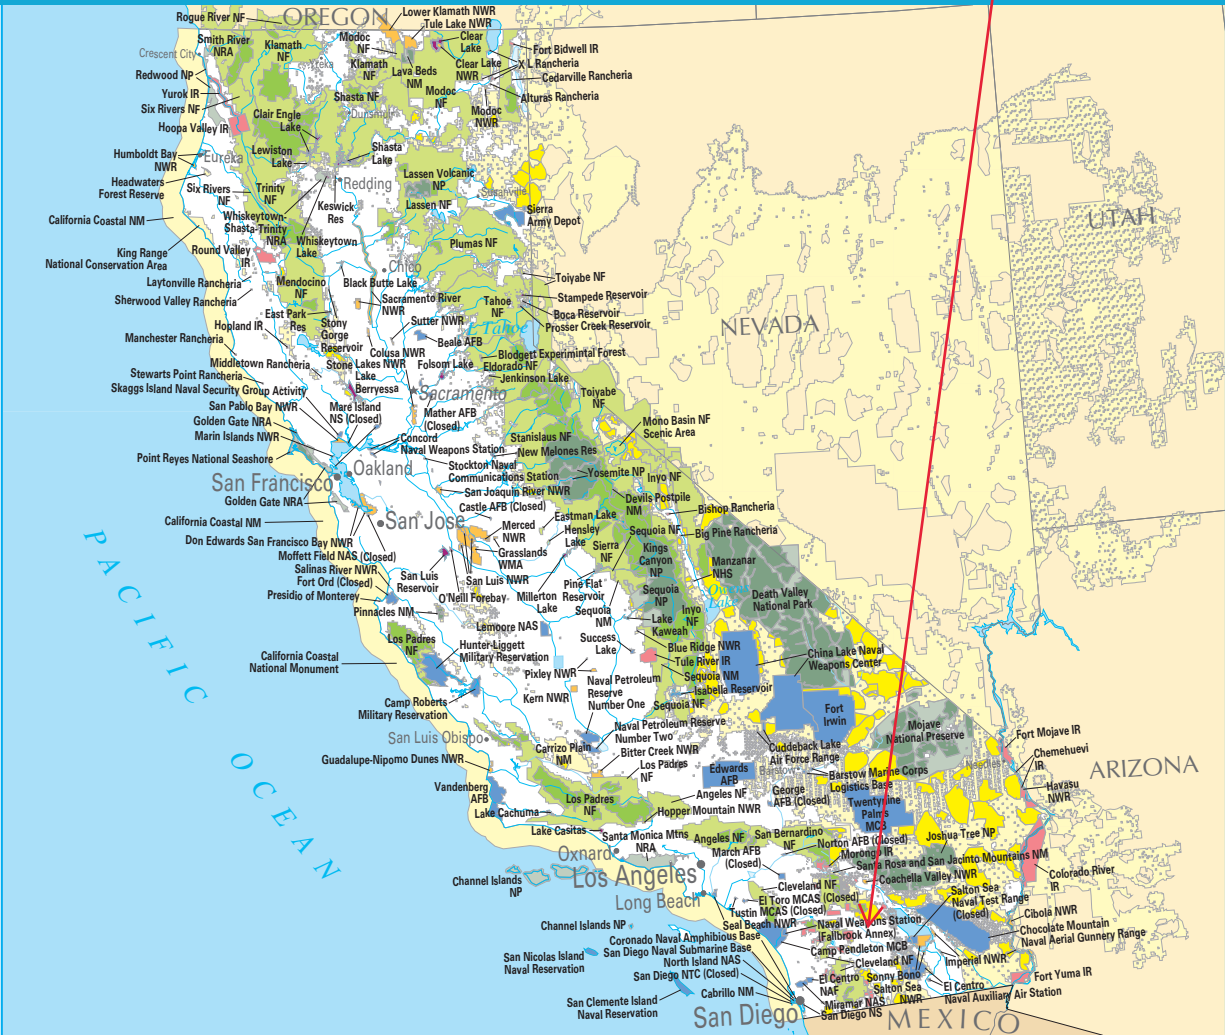 Rogue River NF
OREGON
Lower Klamath NWR
Tule Lake NWR
Smith River
NRA
Klamath
NF
Modoc
NF
Clear
Lake
Fort Bidwell IR
Crescent City
Yreka
Klamath
NF
Lava Beds
NM
Clear Lake
NWR
X L Rancheria
Redwood NP
Cedarville Rancheria
Yurok IR
Shasta NF
Modoc
NF
Alturas Rancheria
Six Rivers NF
Clair Engle
Lake
Dunsmuir
Modoc
NWR
Hoopa Valley IR
Humboldt Bay
NWR
Eureka
Lewiston
Lake
Shasta
Lake
Headwaters
Forest Reserve
Six Rivers
NF
Trinity
NF
Redding
Lassen Volcanic
NP
Susanville
Keswick
Res
Lassen NF
Sierra
Army Depot
California Coastal NM
Whiskeytown-
Shasta-Trinity
NRA
Whiskeytown
Lake
Plumas NF
UTAH
King Range
National Conservation Area
Round Valley
IR
Chico
Laytonville Rancheria
Mendocino
NF
Black Butte Lake
Toiyabe NF
Sherwood Valley Rancheria
Sacramento River
NWR
Tahoe
NF
Stampede Reservoir
Boca Reservoir
Prosser Creek Reservoir
East Park
Res
Stony
Gorge
Reservoir
Sutter NWR
L Tahoe
NEVADA
Hopland IR
Manchester Rancheria
Beale AFB
Colusa NWR
Blodgett Experimintal Forest
Middletown Rancheria
Stone Lakes NWR
Folsom Lake
Eldorado NF
Stewarts Point Rancheria
Lake
Berryessa
Jenkinson Lake
Skaggs Island Naval Security Group Activity
Sacramento
Toiyabe
NF
San Pablo Bay NWR
Mare Island
NS (Closed)
Mather AFB
(Closed)
Golden Gate NRA
Mono Basin NF
Scenic Area
Marin Islands NWR
Concord
Naval Weapons Station
Stanislaus NF
New Melones Res
Point Reyes National Seashore
Oakland
Stockton Naval
Communications Station
Yosemite NP
Inyo NF
San Francisco
San Joaquin River NWR
Golden Gate NRA
Castle AFB (Closed)
Devils Postpile
NM
Bishop Rancheria
California Coastal NM
San Jose
Merced
NWR
Eastman Lake
Hensley
Lake
Sequoia NF
Big Pine Rancheria
Don Edwards San Francisco Bay NWR
Grasslands
WMA
Sierra
NF
Kings
Canyon
NP
Manzanar
NHS
Moffett Field NAS (Closed)
Salinas River NWR
Fort Ord (Closed)
San Luis
Reservoir
San Luis NWR
Pine Flat
Reservoir
Presidio of Monterey
O'Neill Forebay
Millerton
Lake
Sequoia
NP
Owens
Lake
Death Valley
National Park
Pinnacles NM
Sequoia
NM
Inyo
NF
PACIFIC OCEAN
Lemoore NAS
Lake
Kaweah
Los Padres
NF
Success
Lake
Blue Ridge NWR
China Lake Naval
Weapons Center
California Coastal
National Monument
Hunter-Liggett
Military Reservation
Tule River IR
Pixley NWR
Sequoia NM
Naval Petroleum
Reserve
Number One
Isabella Reservoir
Kern NWR
Sequoia NF
Fort
Irwin
Camp Roberts
Military Reservation
Mojave
National Preserve
Naval Petroleum Reserve
Number Two
San Luis Obispo
Fort Mojave IR
Carrizo Plain
NM
Bitter Creek NWR
Cuddeback Lake
Air Force Range
Chemehuevi
IR
Guadalupe-Nipomo Dunes NWR
Los Padres
NF
Edwards
AFB
Barstow
Needles
ARIZONA
Barstow Marine Corps
Logistics Base
Vandenberg
AFB
Angeles NF
George
AFB (Closed)
Havasu
NWR
Los Padres
NF
Twentynine
Palms
MCB
Lake Cachuma
Hopper Mountain NWR
Lake Casitas
Santa Monica Mtns
NRA
Angeles NF
San Bernardino
NF
Norton AFB (Closed)
Joshua Tree NP
Oxnard
March AFB
(Closed)
Morongo IR
Santa Rosa and San Jacinto Mountains NM
Los Angeles
Channel Islands
NP
Coachella Valley NWR
Colorado River
IR
Cleveland NF
Long Beach
El Toro MCAS (Closed)
Salton Sea
Naval Test Range
(Closed)
Tustin MCAS (Closed)
Seal Beach NWR
Naval Weapons Station
(Fallbrook Annex)
Cibola NWR
Channel Islands NP
Chocolate Mountain
Naval Aerial Gunnery Range
Coronado Naval Amphibious Base
San Diego Naval Submarine Base
Camp Pendleton MCB
San Nicolas Island
Naval Reservation
North Island NAS
Cleveland NF
Imperial NWR
San Diego NTC (Closed)
El Centro
NAF
Sonny Bono
Salton Sea
NWR
Fort Yuma IR
Cabrillo NM
El Centro
Naval Auxiliary Air Station
San Clemente Island
Naval Reservation
Miramar NAS
San Diego
San Diego NS
MEXICO